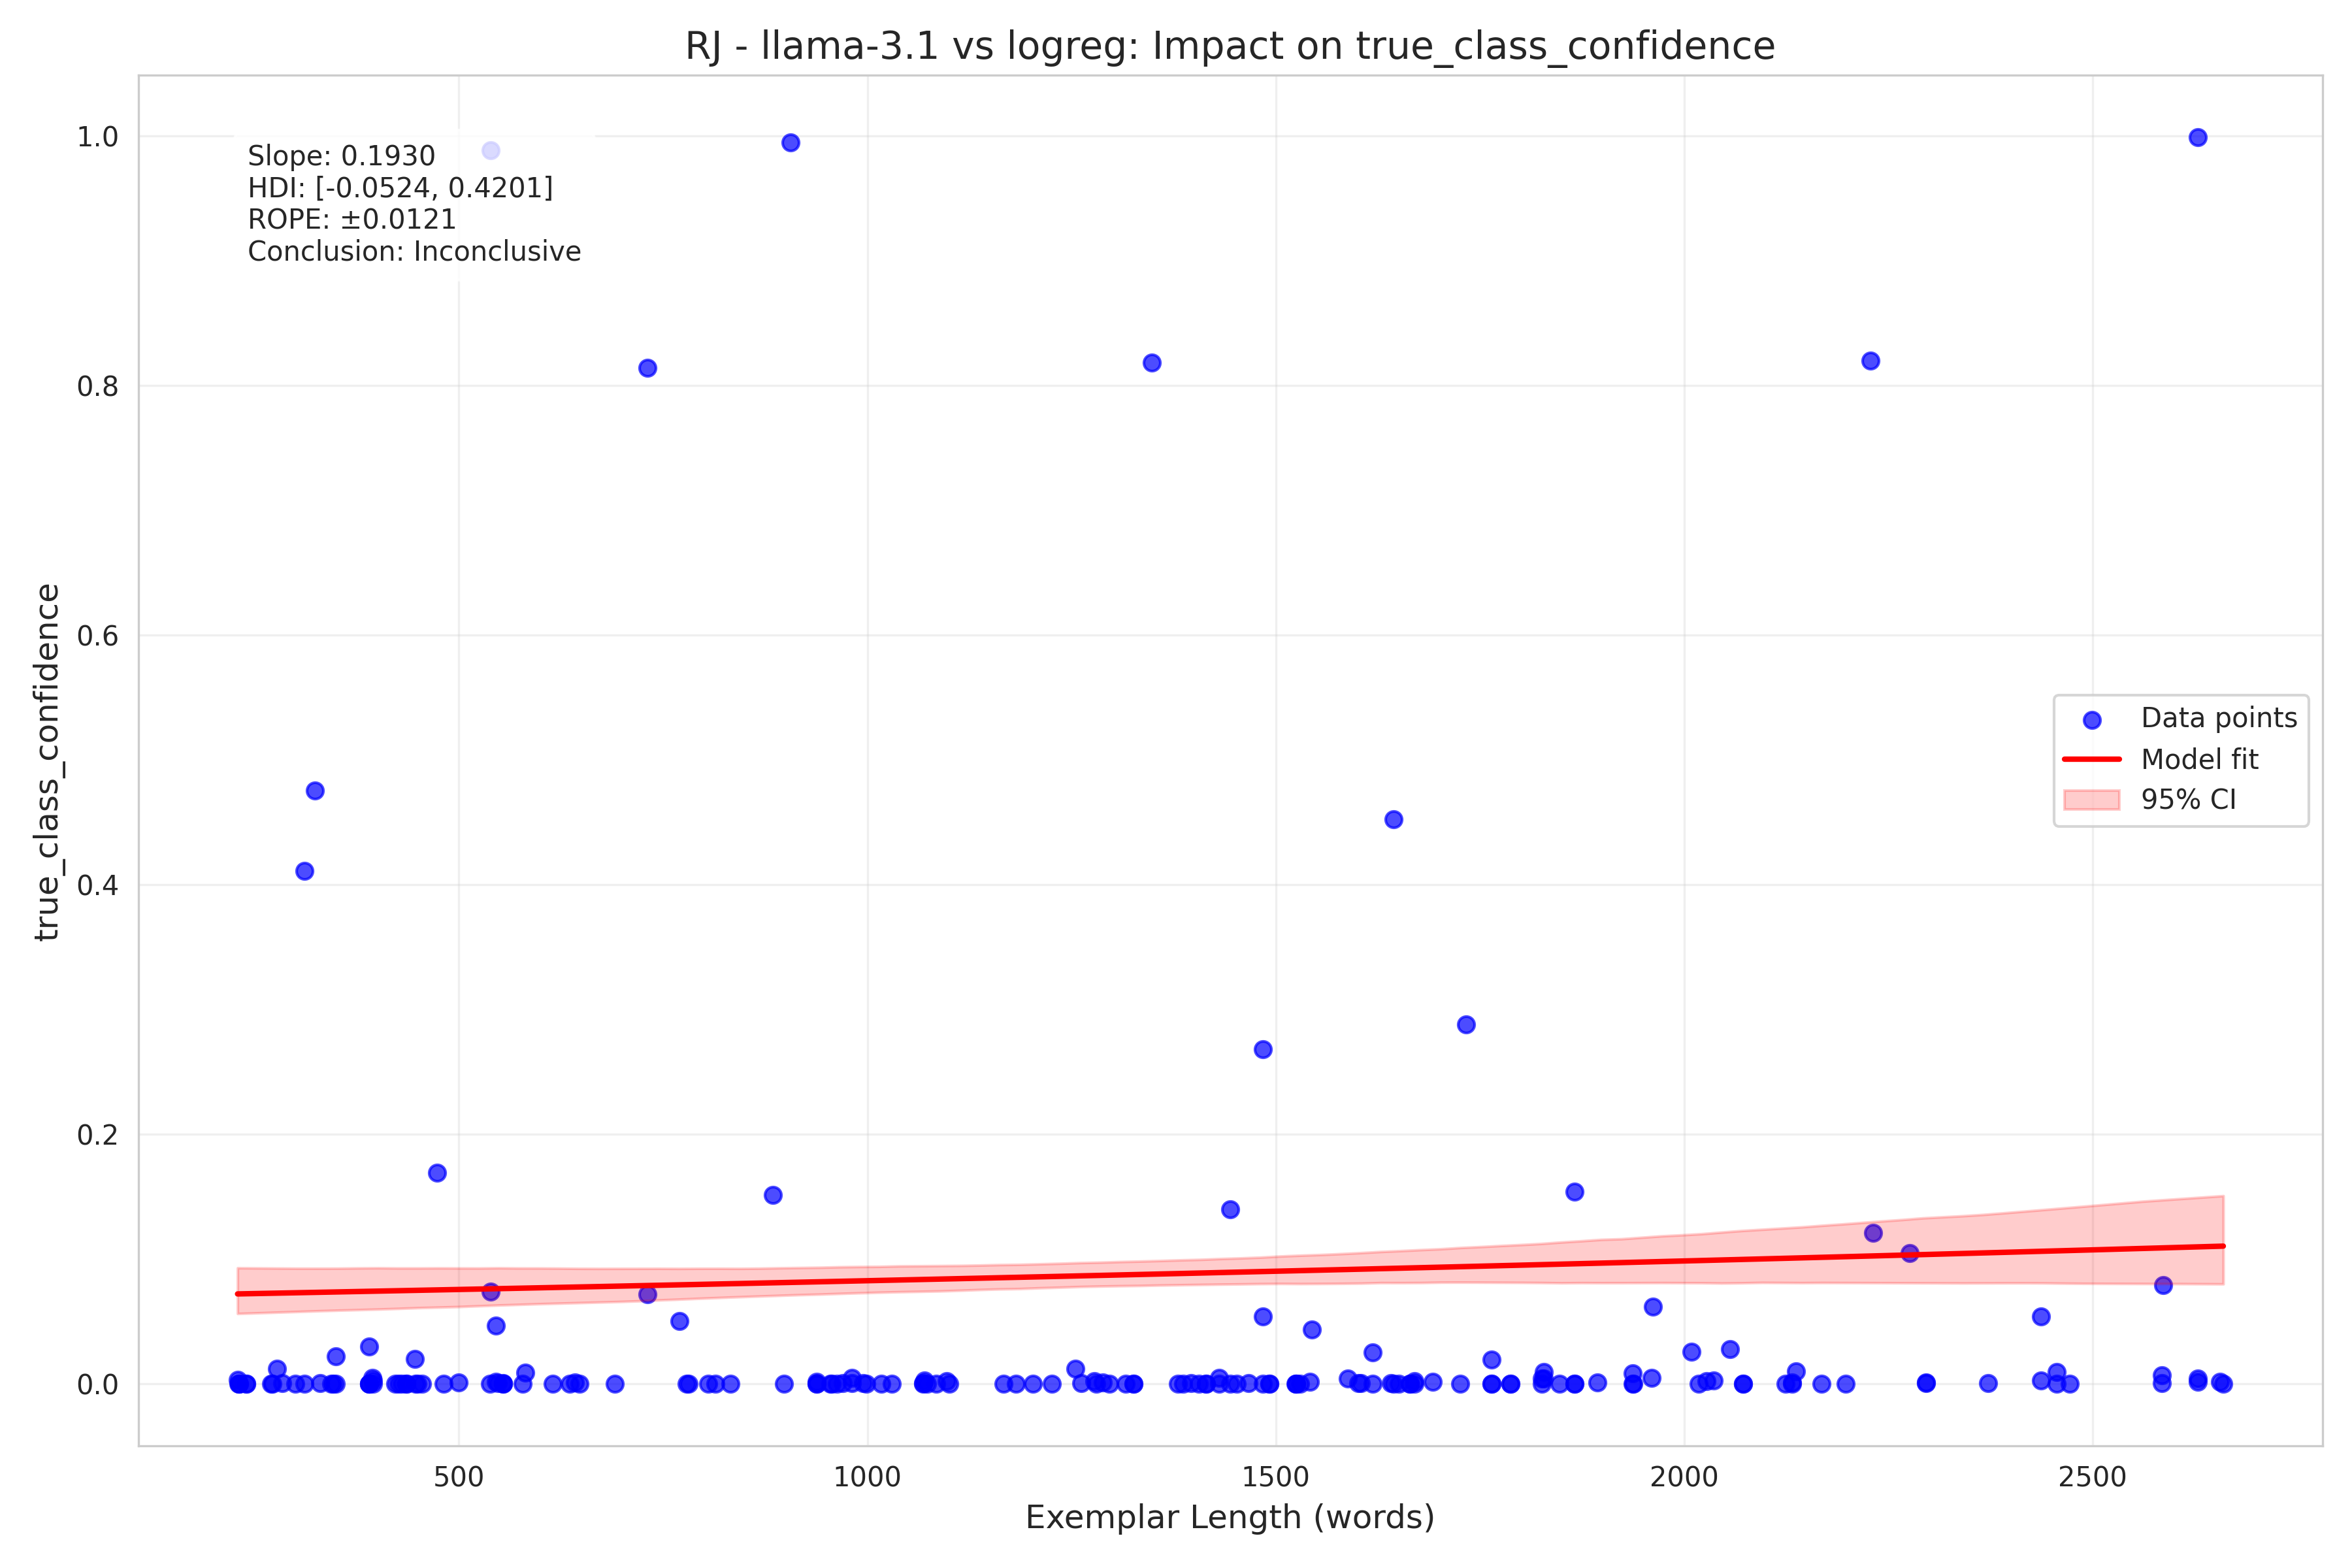 RJ - llama-3.1 vs logreg: Impact on true_class_confidence
1.0
0.8
0.6
0.4
0.2
0.0
true_class_confidence
Slope: 0.1930
HDI: [-0.0524, 0.4201]
ROPE: ±0.0121
Conclusion: Inconclusive
Data points
Model fit
95% CI
500
1000
1500
2000
2500
Exemplar Length (words)